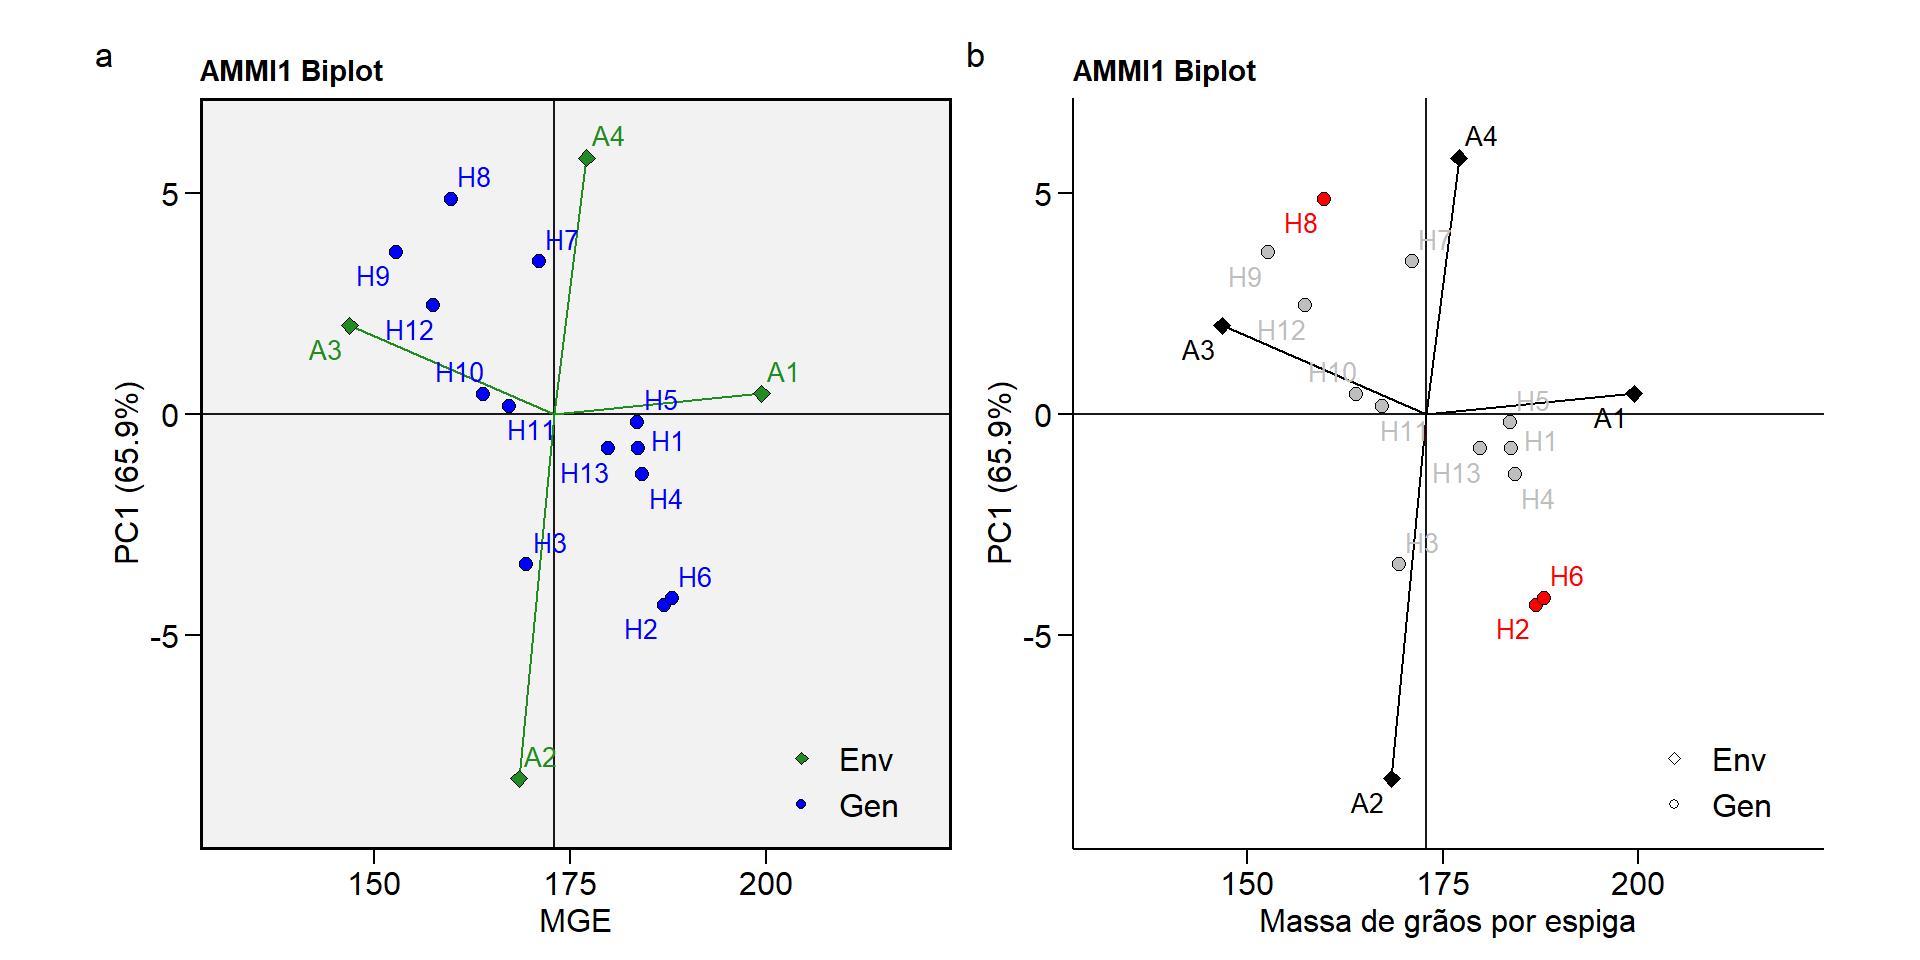 a
AMMI1 Biplot
A4
H8
H7
H9
H12
A3
H10
A1
H5
H11
H1
H13
H4
H3
H6
H2
A2
Env
Gen
5
0
-5
PC1 (65.9%)
150
175
200
MGE
b
AMMI1 Biplot
A4
H8
H7
H9
H12
A3
H10
H5
A1
H11
H1
H13
H4
H3
H6
H2
A2
Env
Gen
5
0
-5
PC1 (65.9%)
150
175
200
Massa de grãos por espiga